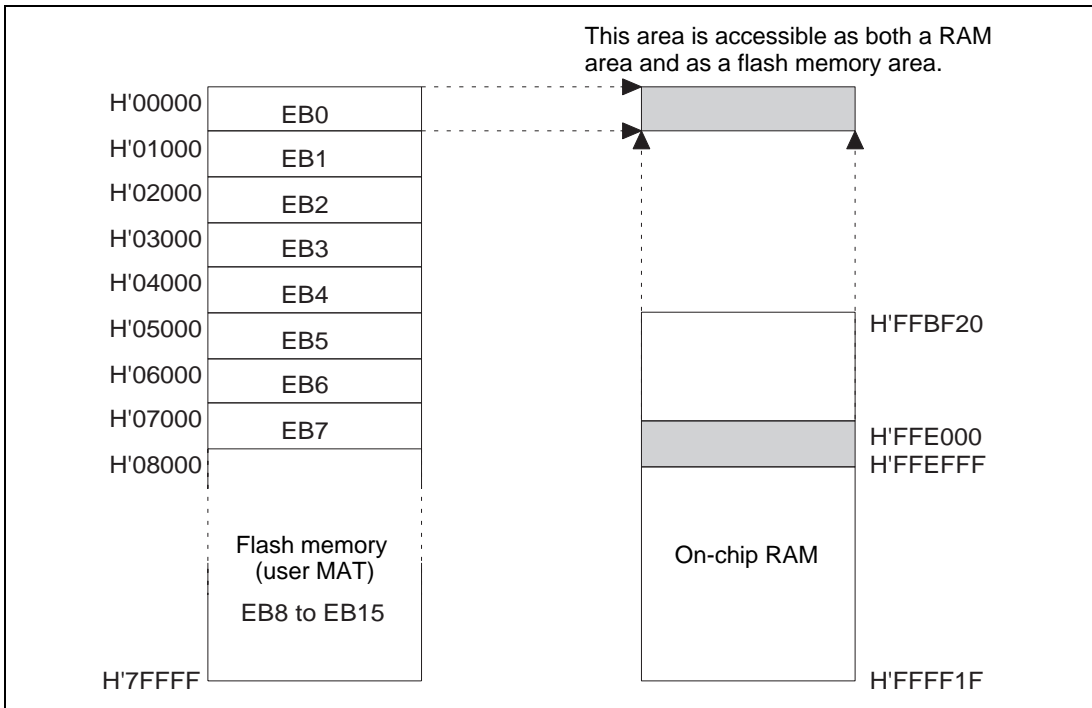 This area is accessible as both a RAM
area and as a flash memory area.
H'00000
EB0
H'01000
EB1
H'02000
EB2
H'03000
EB3
H'04000
EB4
H'05000
EB5
H'06000
EB6
H'07000
EB7
H'08000
Flash memory
(user MAT)
EB8 to EB15
H'7FFFF
H'FFBF20
H'FFE000
H'FFEFFF
On-chip RAM
H'FFFF1F